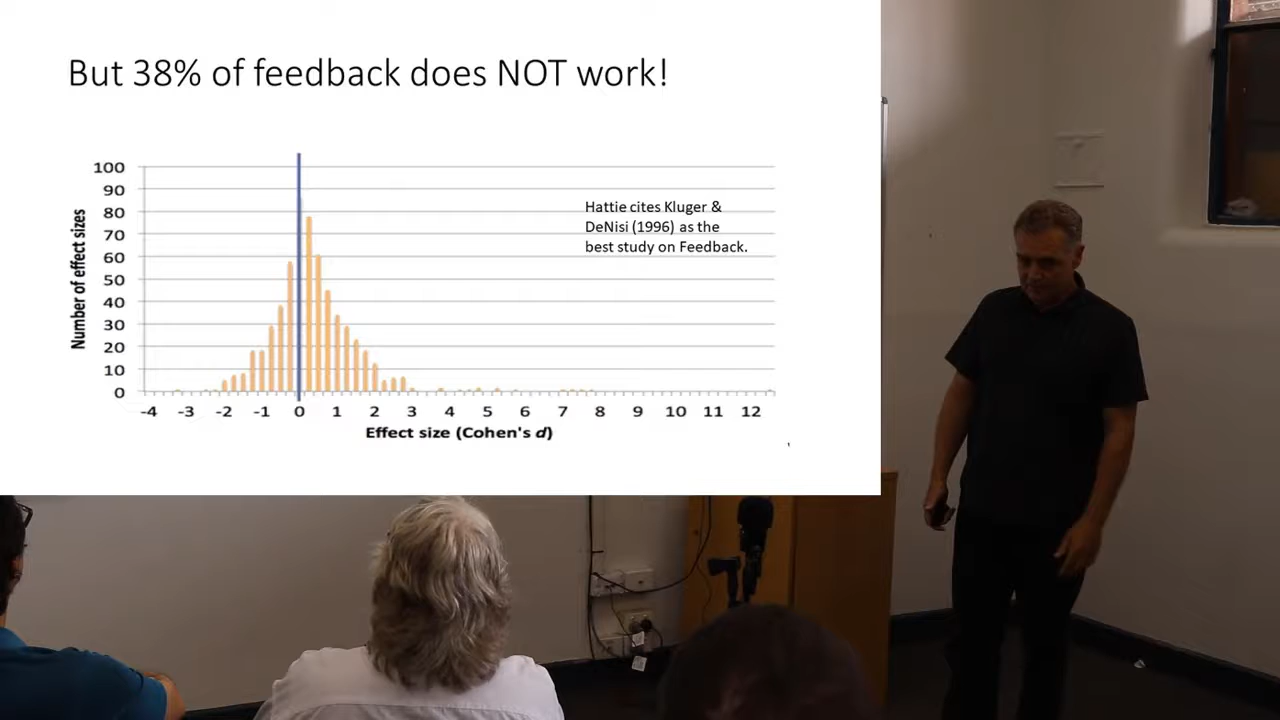 But 38% of feedback does NOT work!
100
90
80
70
60
50
40
30
20
10
0
Number of effect sizes
Hattie cites Kluger &
DeNisi (1996) as the
best study on Feedback.
-4 -3 -2 -1 0 1 2 3 4 5 6 7 8 9 10 11 12
Effect size (Cohen's d)